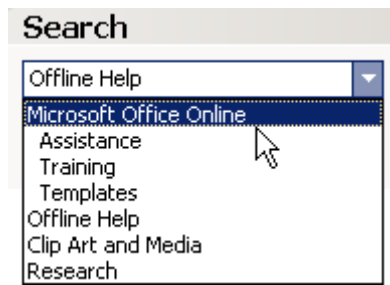 Search
Offline Help
Microsoft Office Online
Assistance
Training
Templates
Offline Help
Clip Art and Media
Research